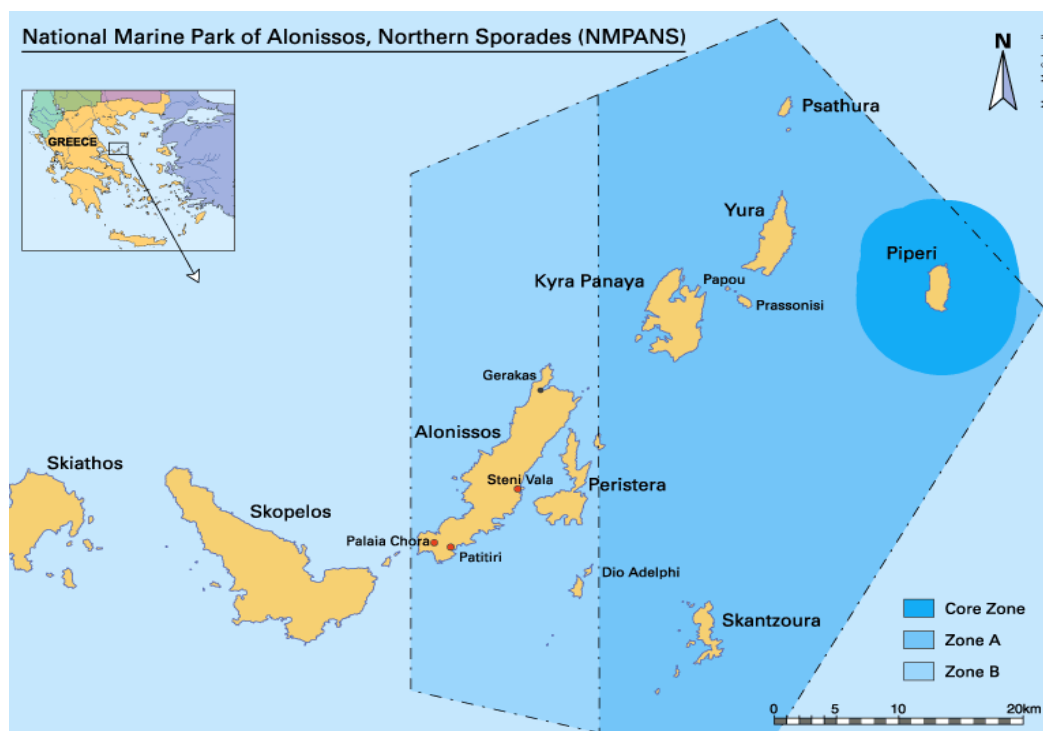 National Marine Park of Alonissos, Northern Sporades (NMPANS)
N
GREECE
Psathura
Yura
Piperi
Kyra Panaya
Papou
Prassonisi
Gerakas
Alonissos
Skiathos
Steni Vala
Peristera
Skopelos
Palaia Chora
Patitiri
Dio Adelphi
Skantzoura
Core Zone
Zone A
Zone B
0 5 10 20km